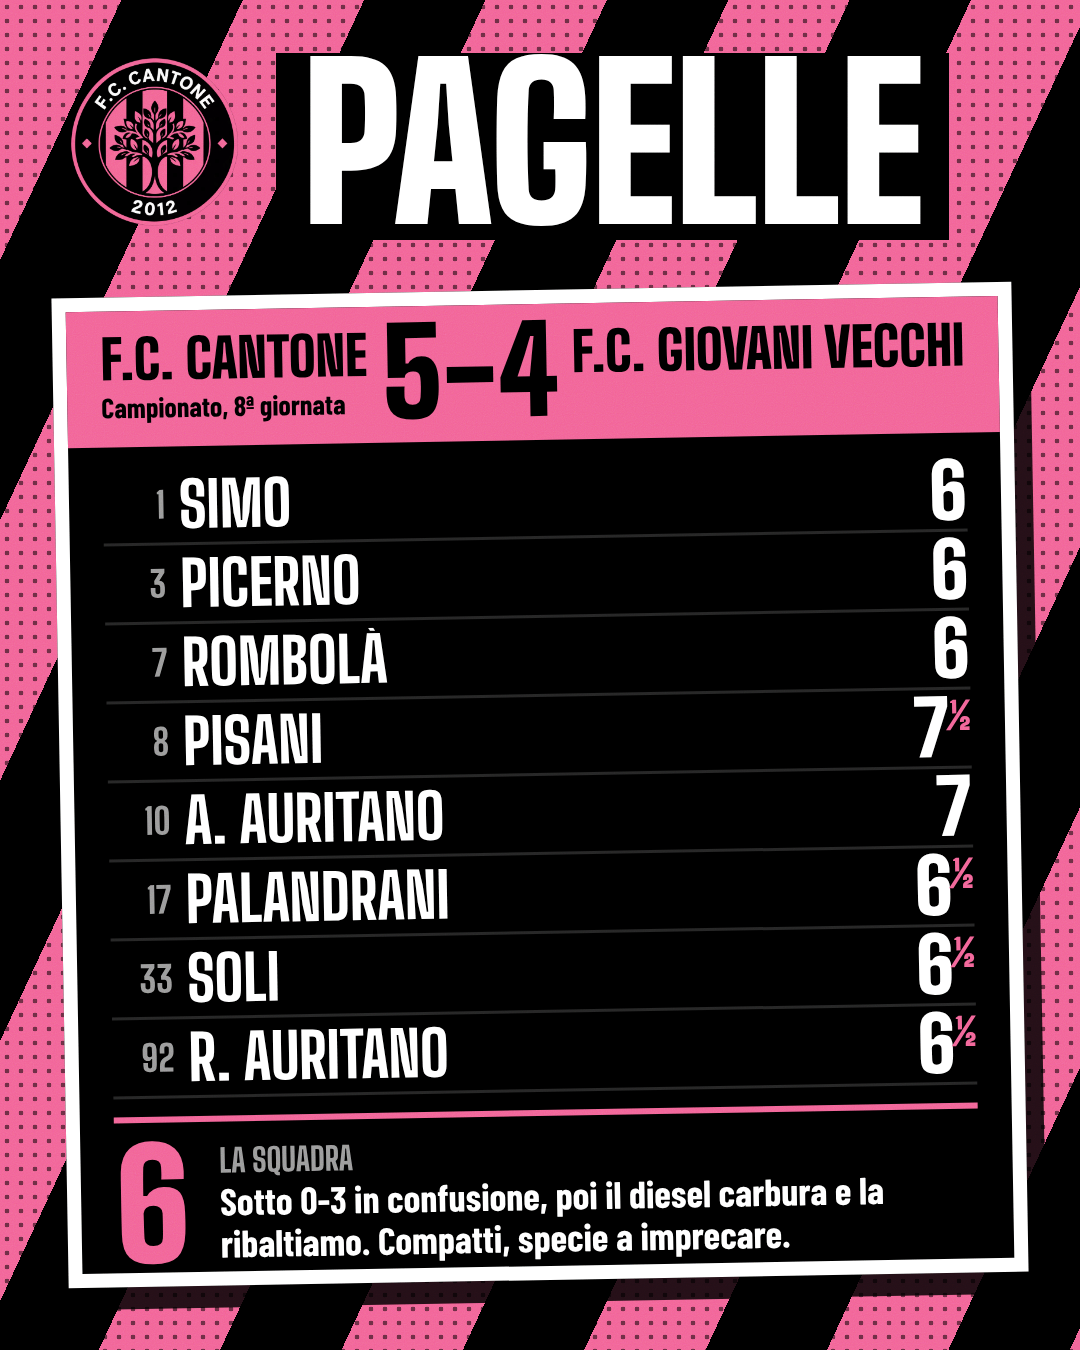 F.C. CANTONE
2012
PAGELLE
F.C. CANTONE 5–4 F.C. GIOVANI VECCHI
Campionato, 8ª giornata
1 SIMO 6
3 PICERNO 6
7 ROMBOLÀ 6
8 PISANI 7½
10 A. AURITANO 7
17 PALANDRANI 6½
33 SOLI 6½
92 R. AURITANO 6½
6 LA SQUADRA
Sotto 0-3 in confusione, poi il diesel carbura e la
ribaltiamo. Compatti, specie a imprecare.